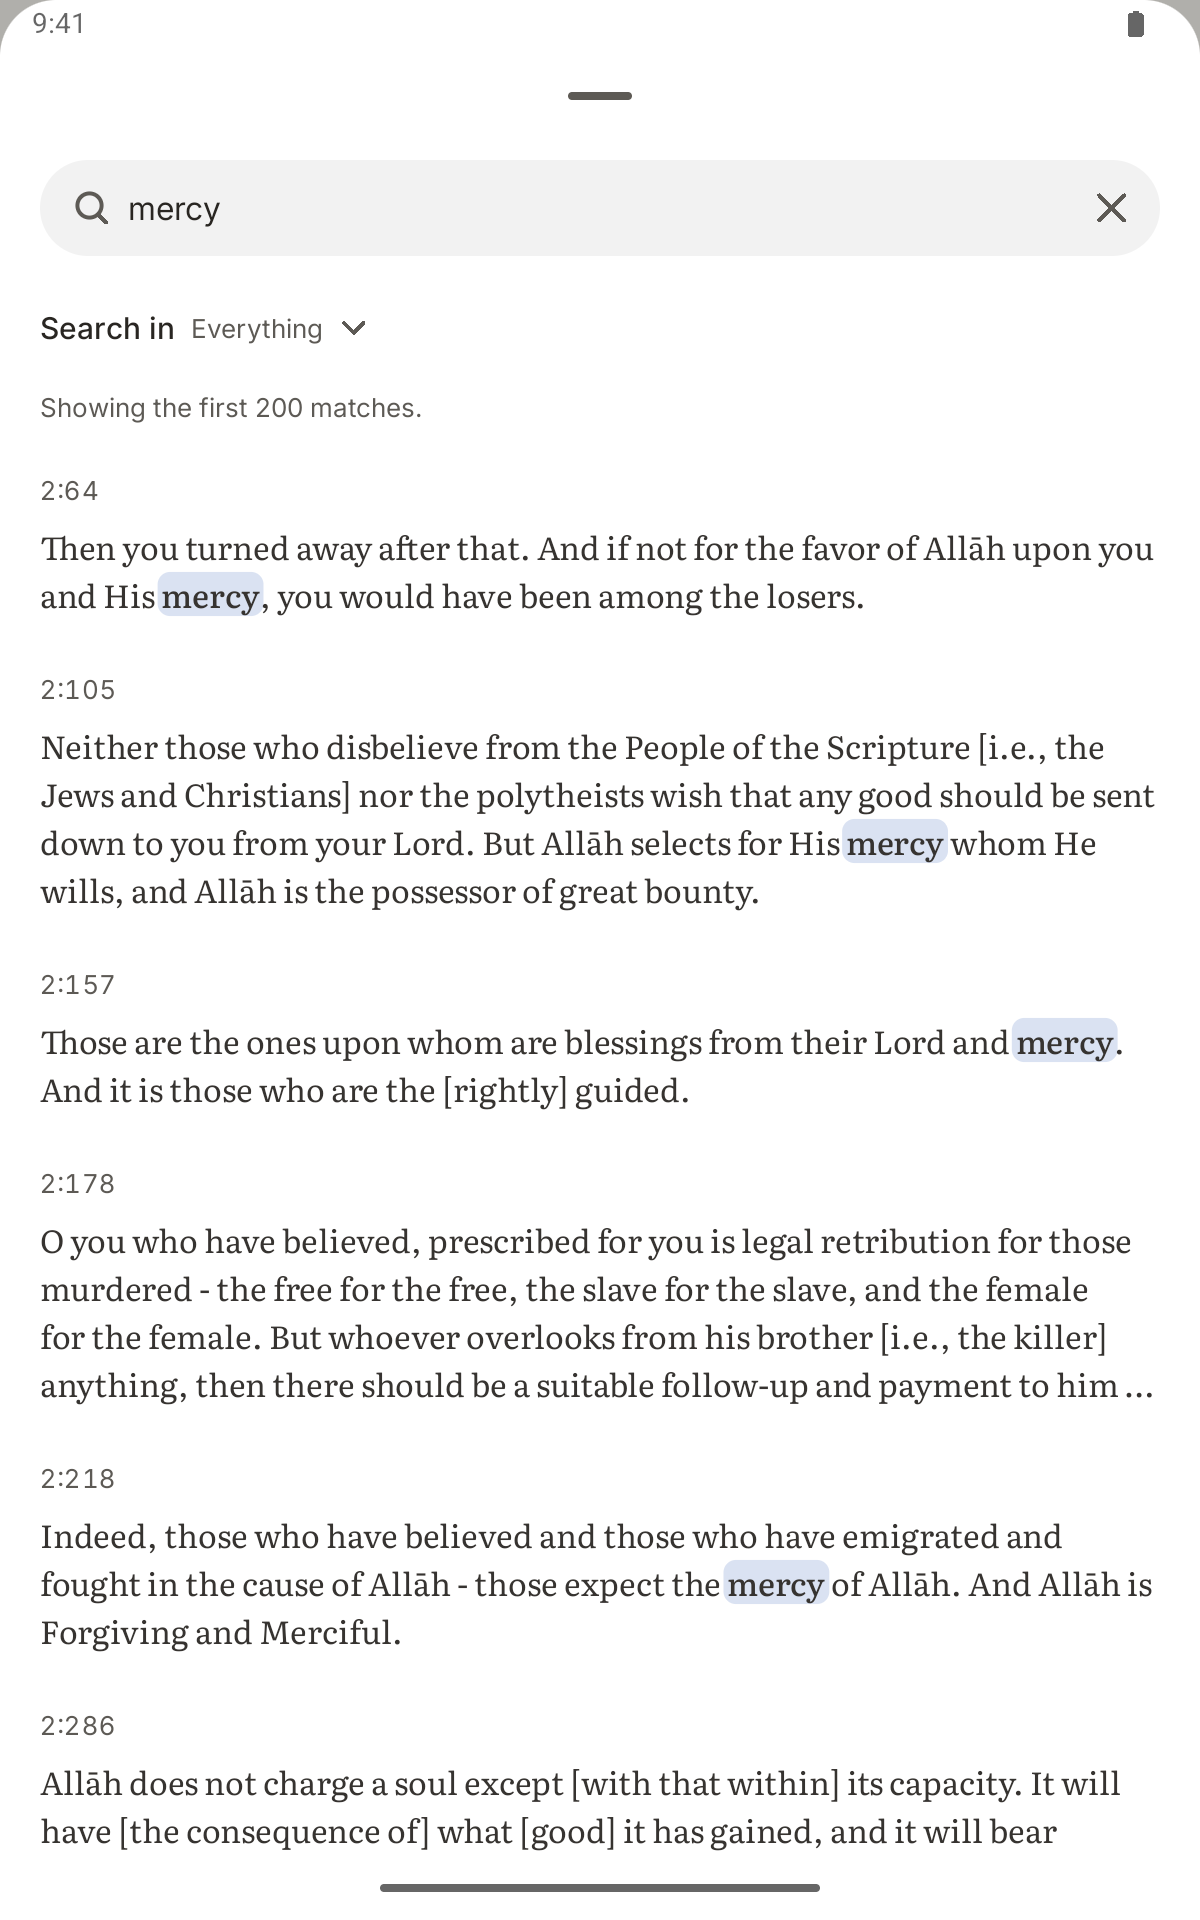 9:41
mercy
Search in Everything
Showing the first 200 matches.
2:64
Then you turned away after that. And if not for the favor of Allāh upon you
and His mercy, you would have been among the losers.
2:105
Neither those who disbelieve from the People of the Scripture [i.e., the
Jews and Christians] nor the polytheists wish that any good should be sent
down to you from your Lord. But Allāh selects for His mercy whom He
wills, and Allāh is the possessor of great bounty.
2:157
Those are the ones upon whom are blessings from their Lord and mercy.
And it is those who are the [rightly] guided.
2:178
O you who have believed, prescribed for you is legal retribution for those
murdered - the free for the free, the slave for the slave, and the female
for the female. But whoever overlooks from his brother [i.e., the killer]
anything, then there should be a suitable follow-up and payment to him ...
2:218
Indeed, those who have believed and those who have emigrated and
fought in the cause of Allāh - those expect the mercy of Allāh. And Allāh is
Forgiving and Merciful.
2:286
Allāh does not charge a soul except [with that within] its capacity. It will
have [the consequence of] what [good] it has gained, and it will bear